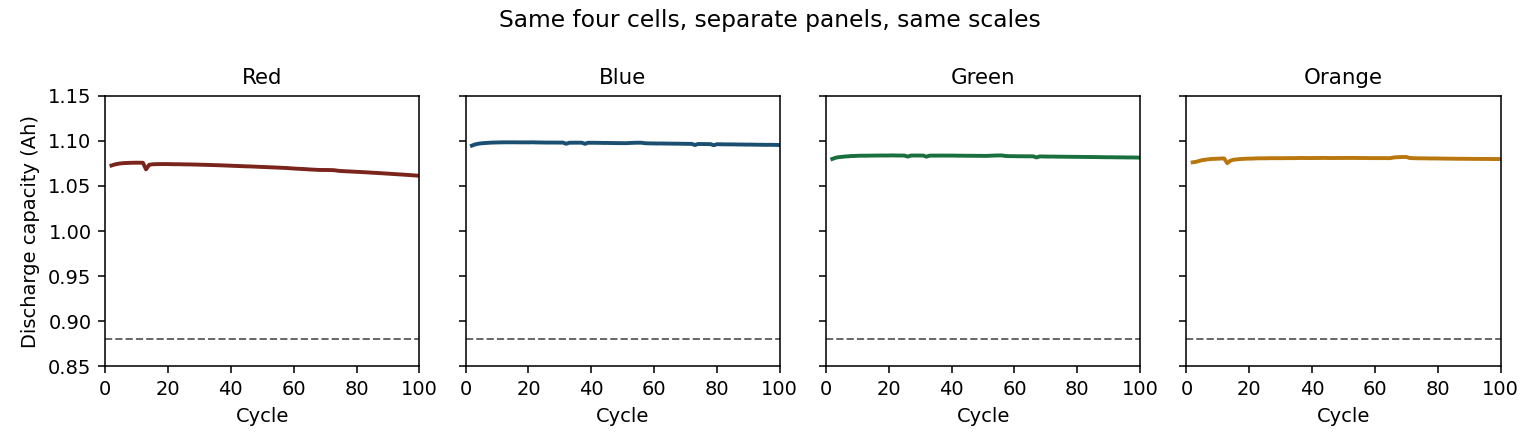 Same four cells, separate panels, same scales
Red
Blue
Green
Orange
Discharge capacity (Ah)
1.15
1.10
1.05
1.00
0.95
0.90
0.85
0 20 40 60 80 100
0 20 40 60 80 100
0 20 40 60 80 100
0 20 40 60 80 100
Cycle
Cycle
Cycle
Cycle